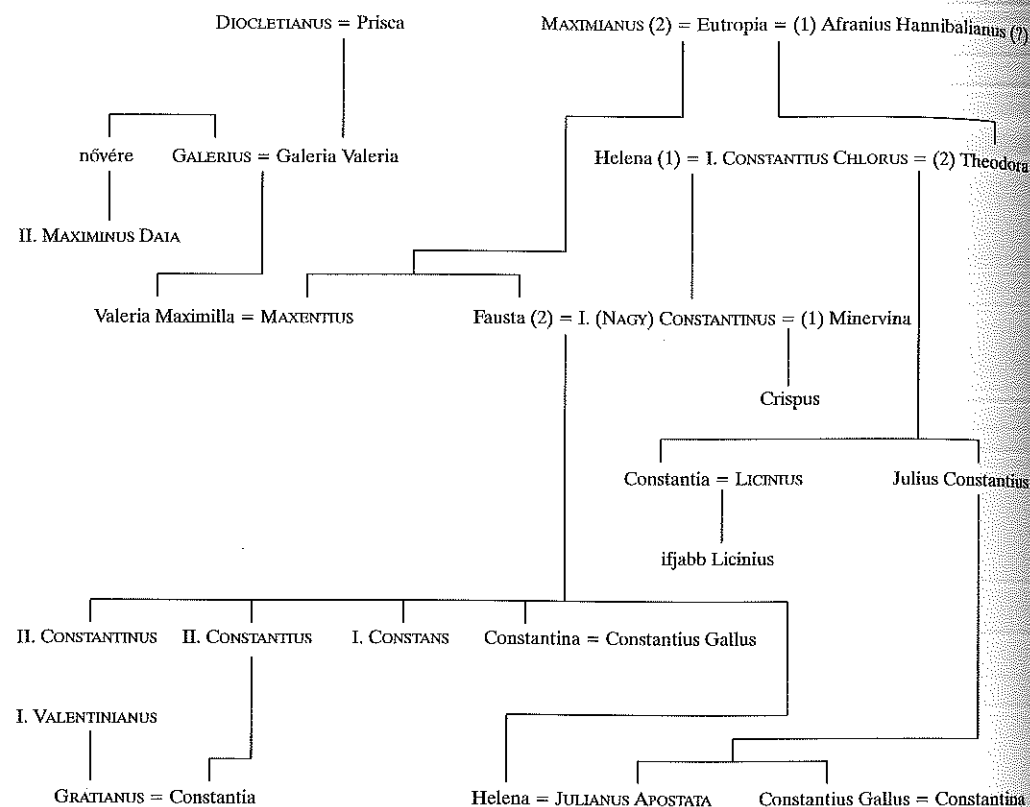 DIOCLETIANUS = Prisca MAXIMIANUS (2) = Eutropia = (1) Afranius Hannibalianus (?)
nővére GALERIUS = Galeria Valeria Helena (1) = I. CONSTANTIUS CHLORUS = (2) Theodora
II. MAXIMINUS DAIA
Valeria Maximilla = MAXENTIUS Fausta (2) = I. (NAGY) CONSTANTINUS = (1) Minervina
Crispus
Constantia = LICINIUS Julius Constantius
ifjabb Licinius
II. CONSTANTINUS II. CONSTANTIUS I. CONSTANS Constantina = Constantius Gallus
I. VALENTINIANUS
GRATIANUS = Constantia Helena = JULIANUS APOSTATA Constantius Gallus = Constantina